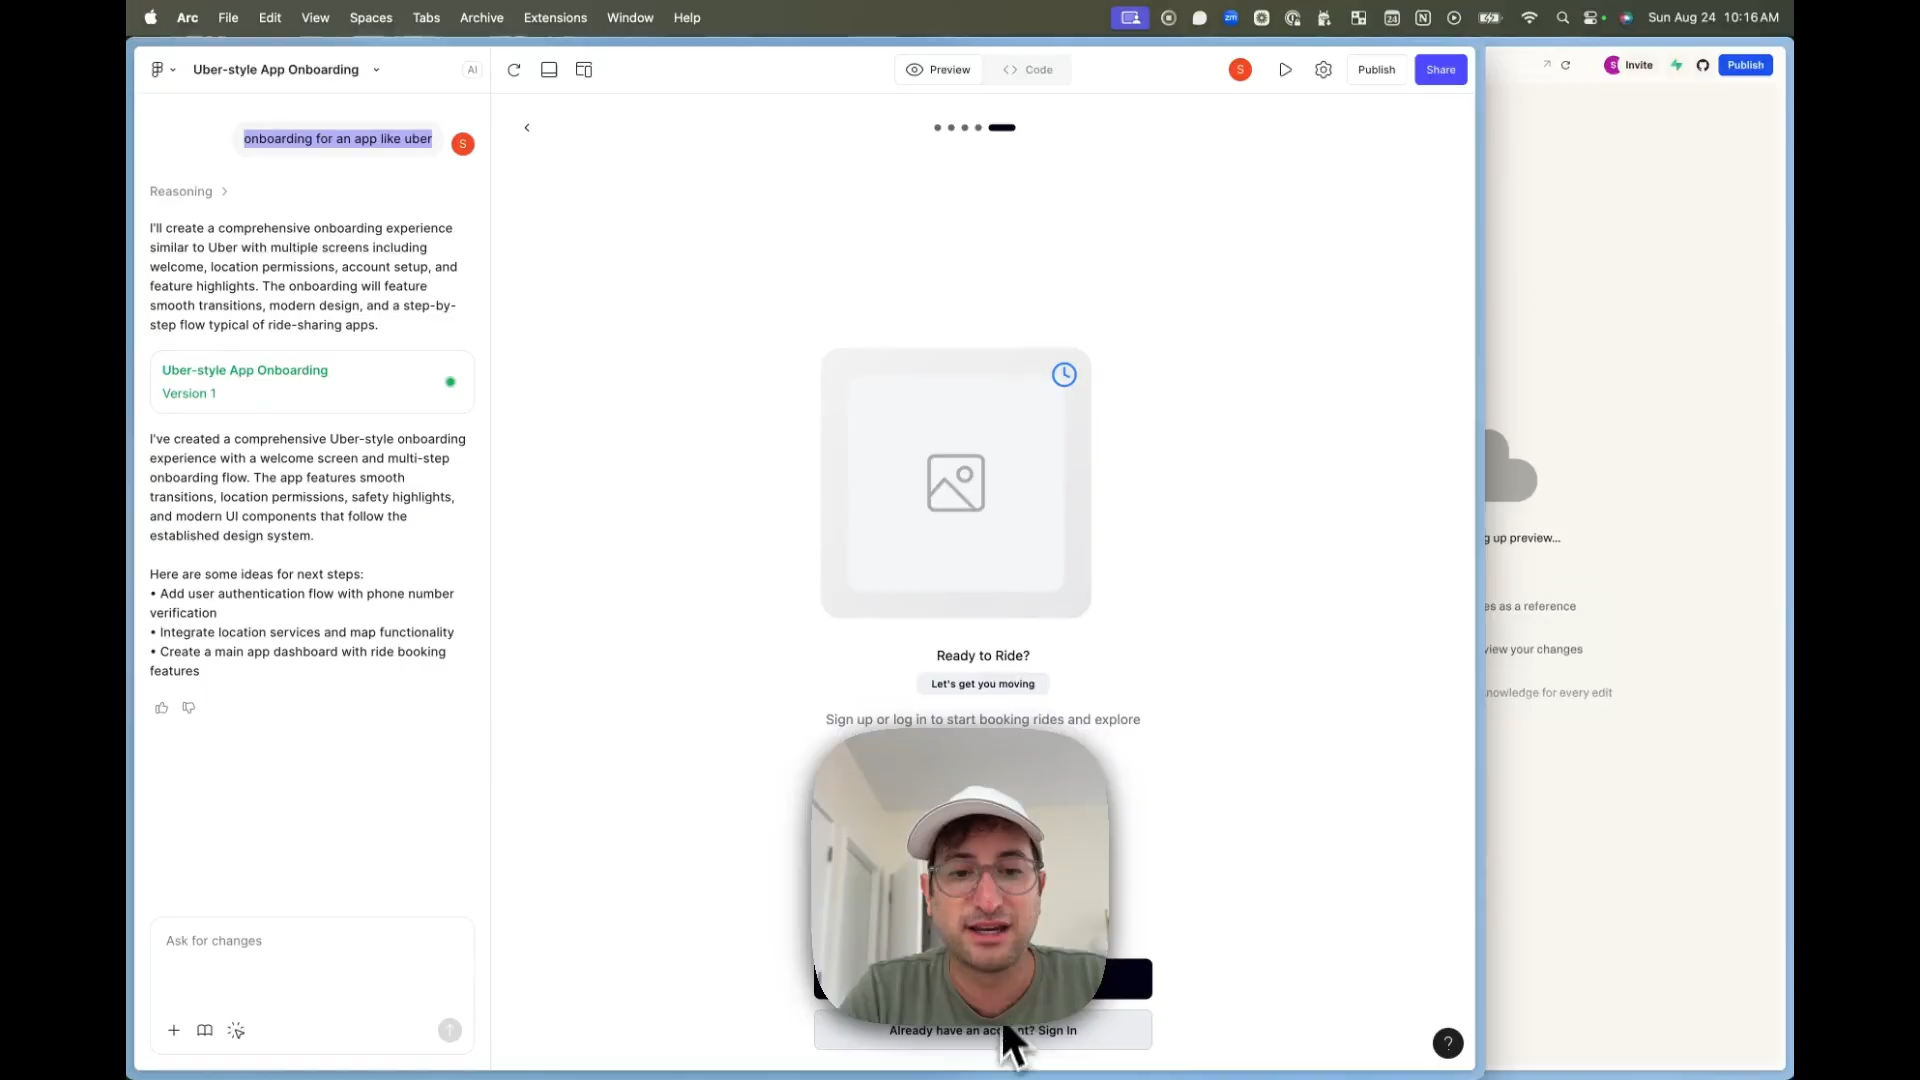 Arc File Edit View Spaces Tabs Archive Extensions Window Help
zm 24 N Sun Aug 24 10:16 AM
Uber-style App Onboarding AI
Preview Code S Publish Share
S Invite Publish
onboarding for an app like uber S
Reasoning
I'll create a comprehensive onboarding experience
similar to Uber with multiple screens including
welcome, location permissions, account setup, and
feature highlights. The onboarding will feature
smooth transitions, modern design, and a step-by-
step flow typical of ride-sharing apps.
Uber-style App Onboarding
Version 1
I've created a comprehensive Uber-style onboarding
experience with a welcome screen and multi-step
onboarding flow. The app features smooth
transitions, location permissions, safety highlights,
and modern UI components that follow the
established design system.
Here are some ideas for next steps:
• Add user authentication flow with phone number
verification
• Integrate location services and map functionality
• Create a main app dashboard with ride booking
features
Ask for changes
Ready to Ride?
Let's get you moving
Sign up or log in to start booking rides and explore
Already have an acc nt? Sign In
?
g up preview...
es as a reference
view your changes
nowledge for every edit